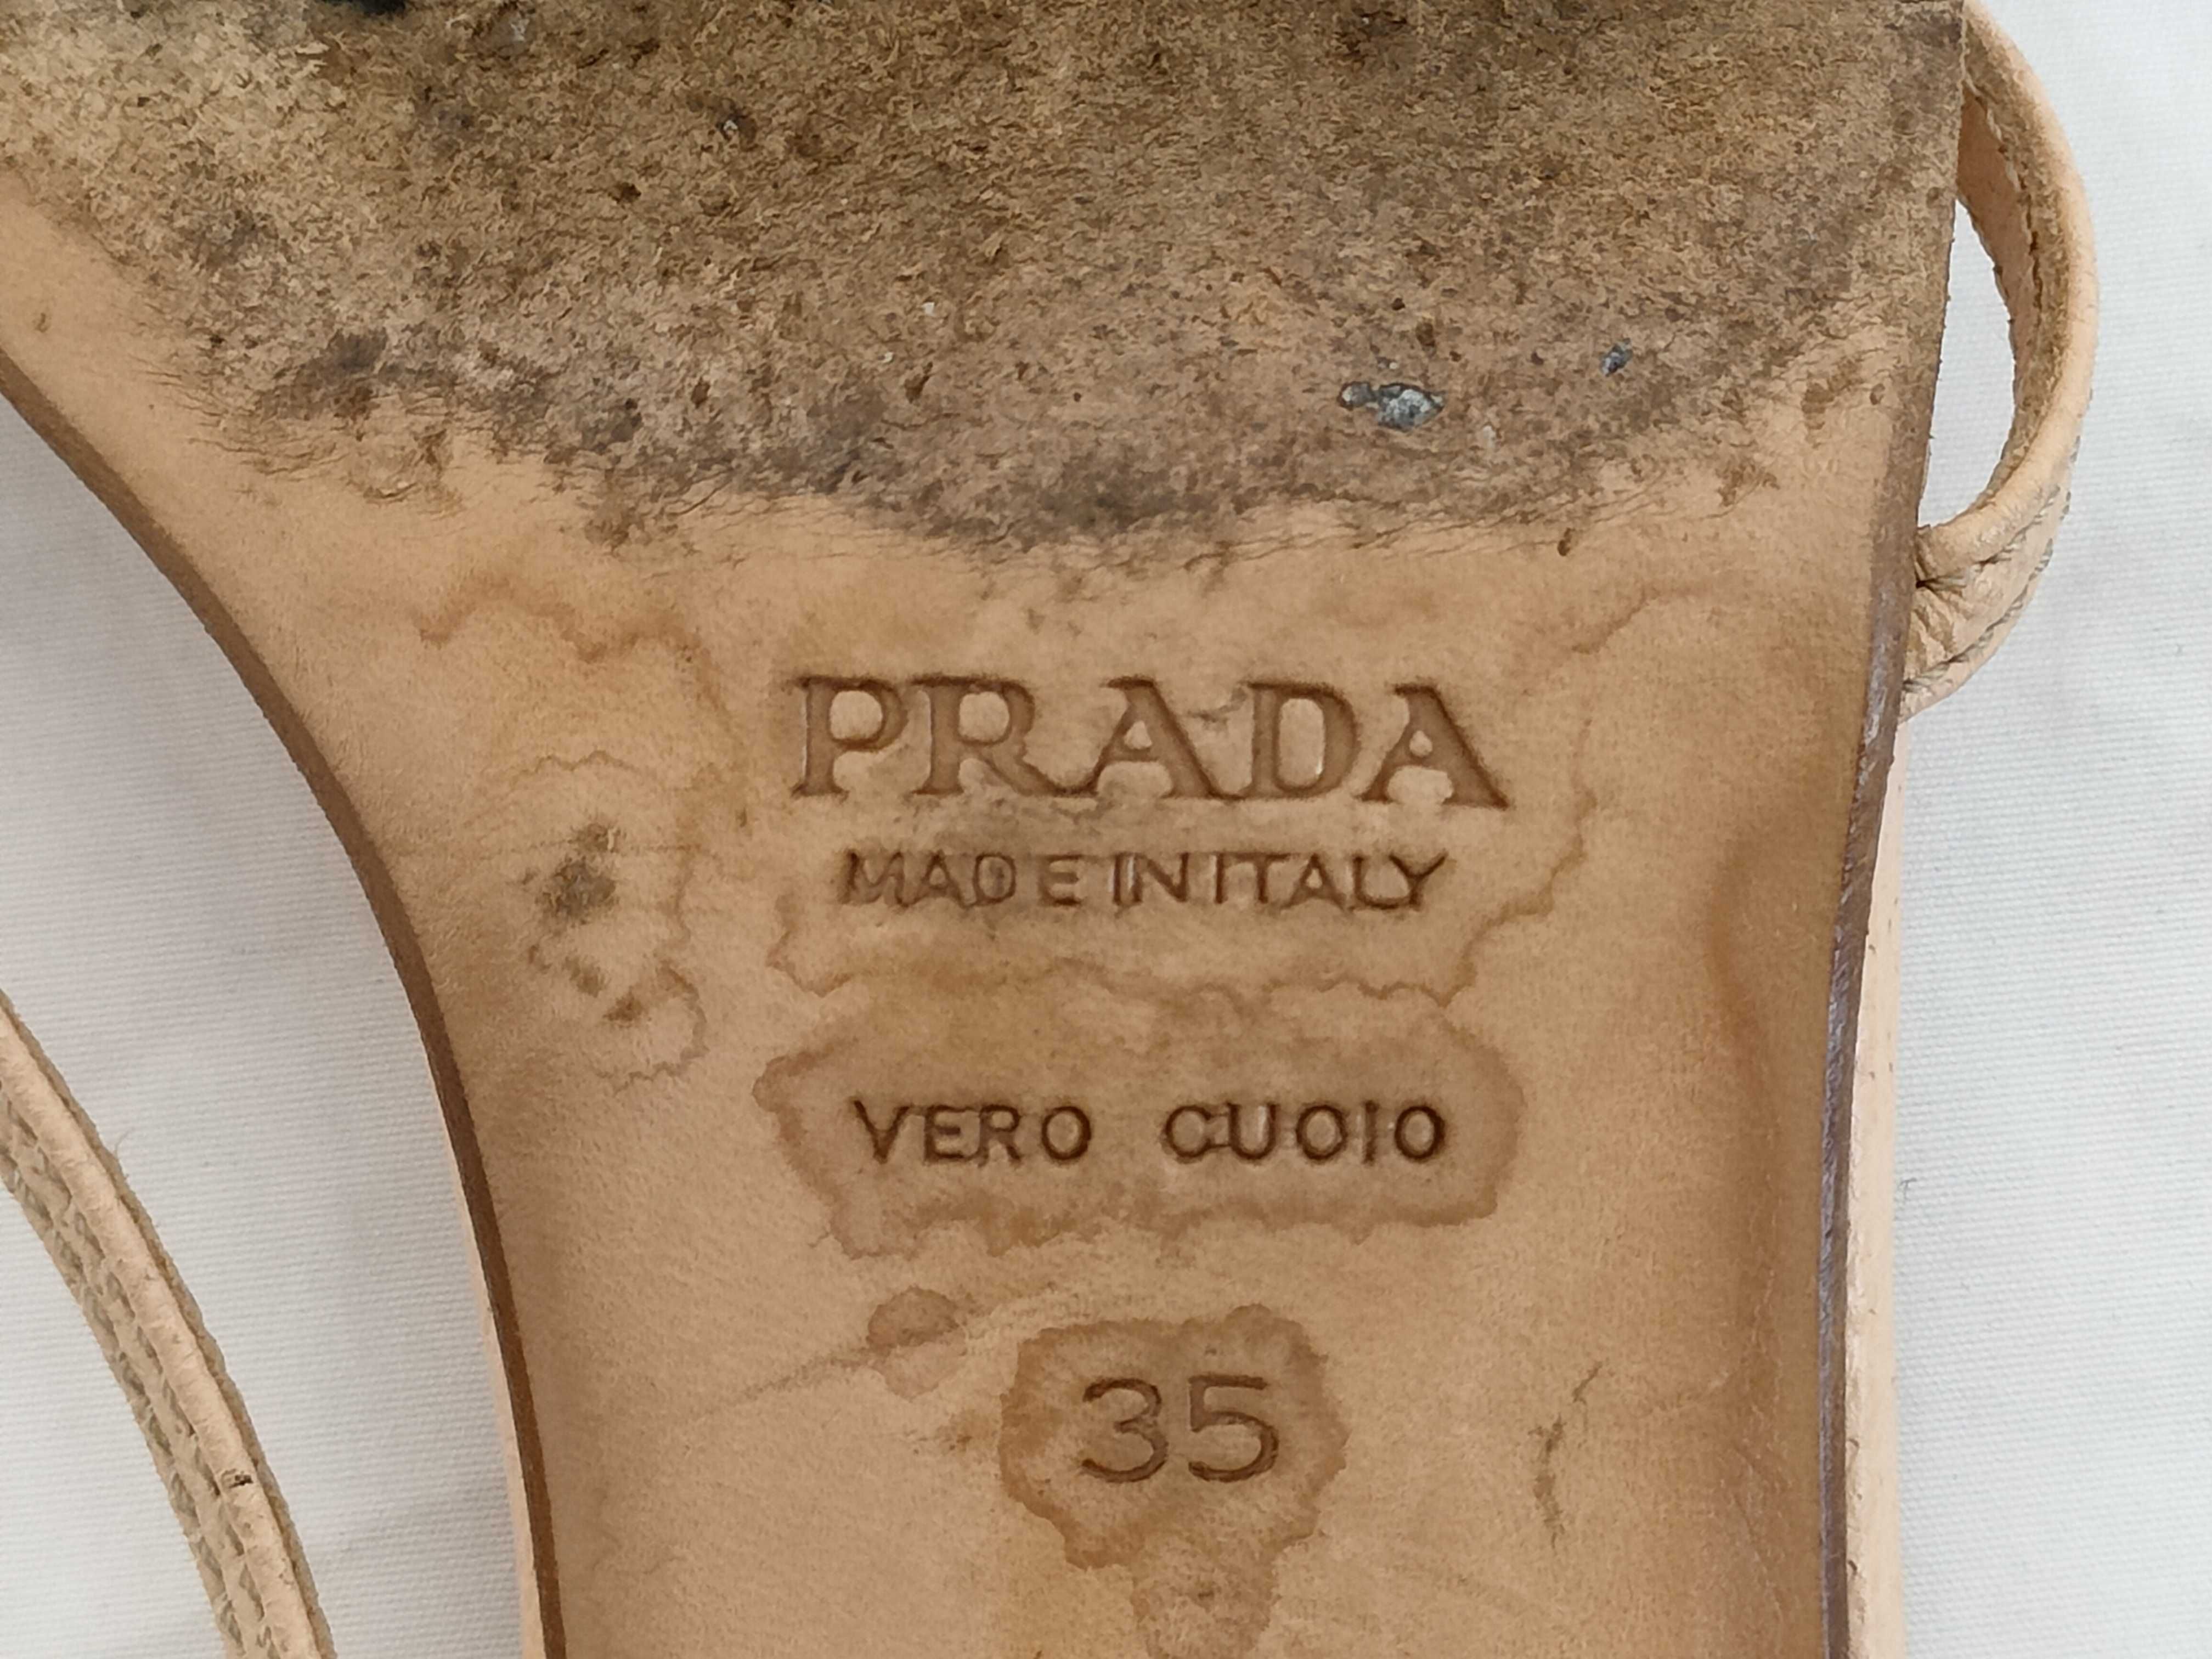 PRADA
MADE IN ITALY
VERO CUOIO
35